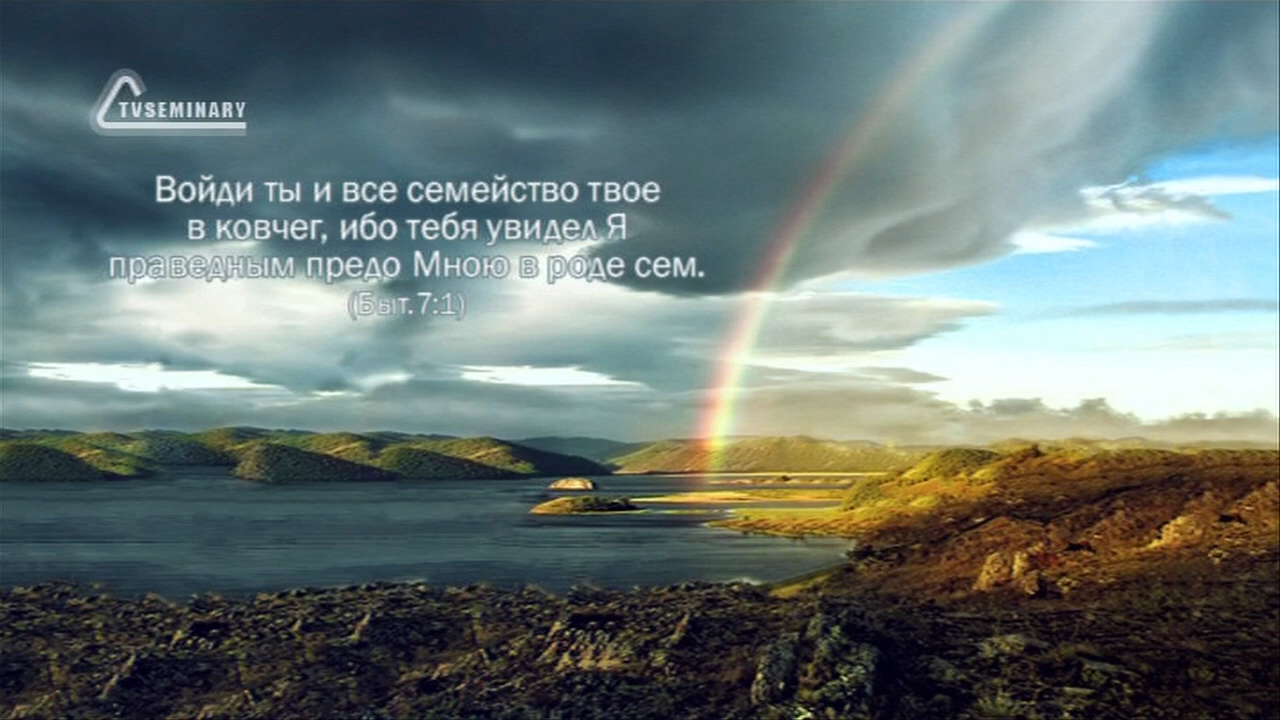 TVSEMINARY
Войди ты и все семейство твое
в ковчег, ибо тебя увидел Я
праведным предо Мною в роде сем.
(Быт.7:1)